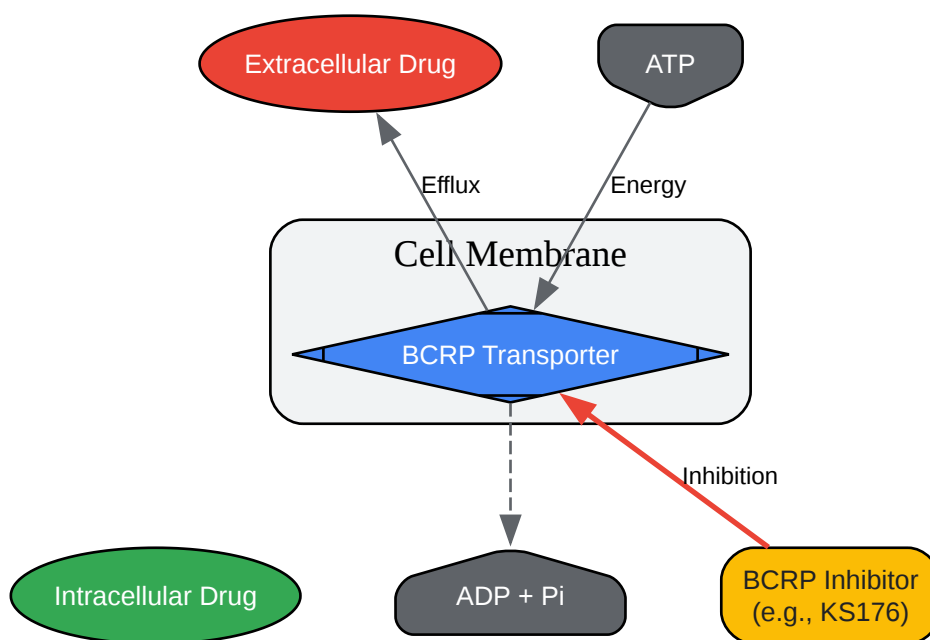 Extracellular Drug
ATP
Efflux
Energy
Cell Membrane
BCRP Transporter
Inhibition
Intracellular Drug
ADP + Pi
BCRP Inhibitor
(e.g., KS176)